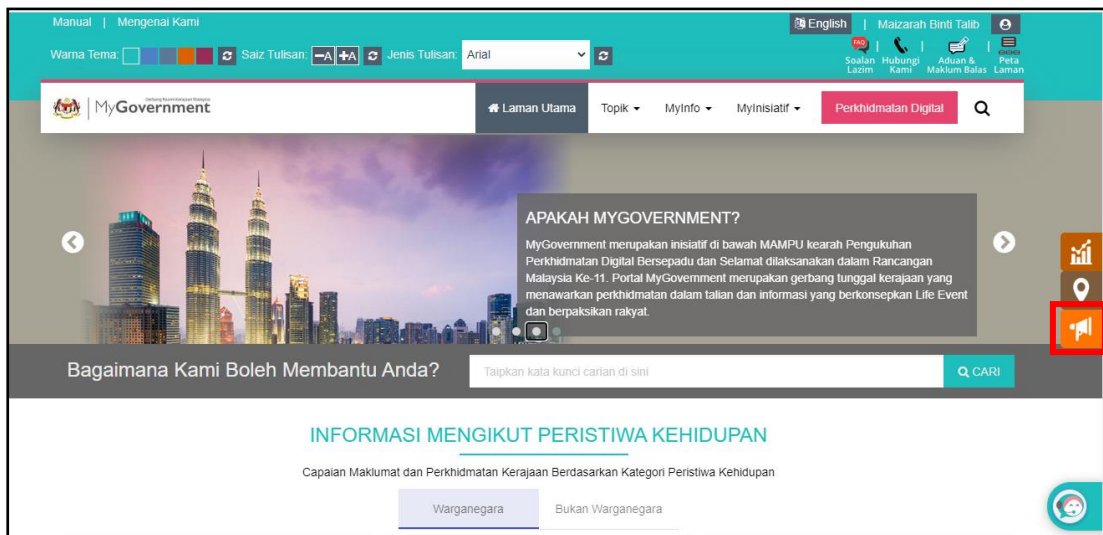 Manual | Mengenai Kami
English | Maizarah Binti Talib
Warna Tema: Saiz Tulisan: -A +A Jenis Tulisan: Arial
FAQ
Soalan Lazim
Hubungi Kami
Aduan & Maklum Balas
Peta Laman
MyGovernment
Laman Utama Topik MyInfo MyInisiatif Perkhidmatan Digital
APAKAH MYGOVERNMENT?
MyGovernment merupakan inisiatif di bawah MAMPU kearah Pengukuhan
Perkhidmatan Digital Bersepadu dan Selamat dilaksanakan dalam Rancangan
Malaysia Ke-11. Portal MyGovernment merupakan gerbang tunggal kerajaan yang
menawarkan perkhidmatan dalam talian dan informasi yang berkonsepkan Life Event
dan berpaksikan rakyat.
Bagaimana Kami Boleh Membantu Anda? Taipkan kata kunci carian di sini CARI
INFORMASI MENGIKUT PERISTIWA KEHIDUPAN
Capaian Maklumat dan Perkhidmatan Kerajaan Berdasarkan Kategori Peristiwa Kehidupan
Warganegara Bukan Warganegara